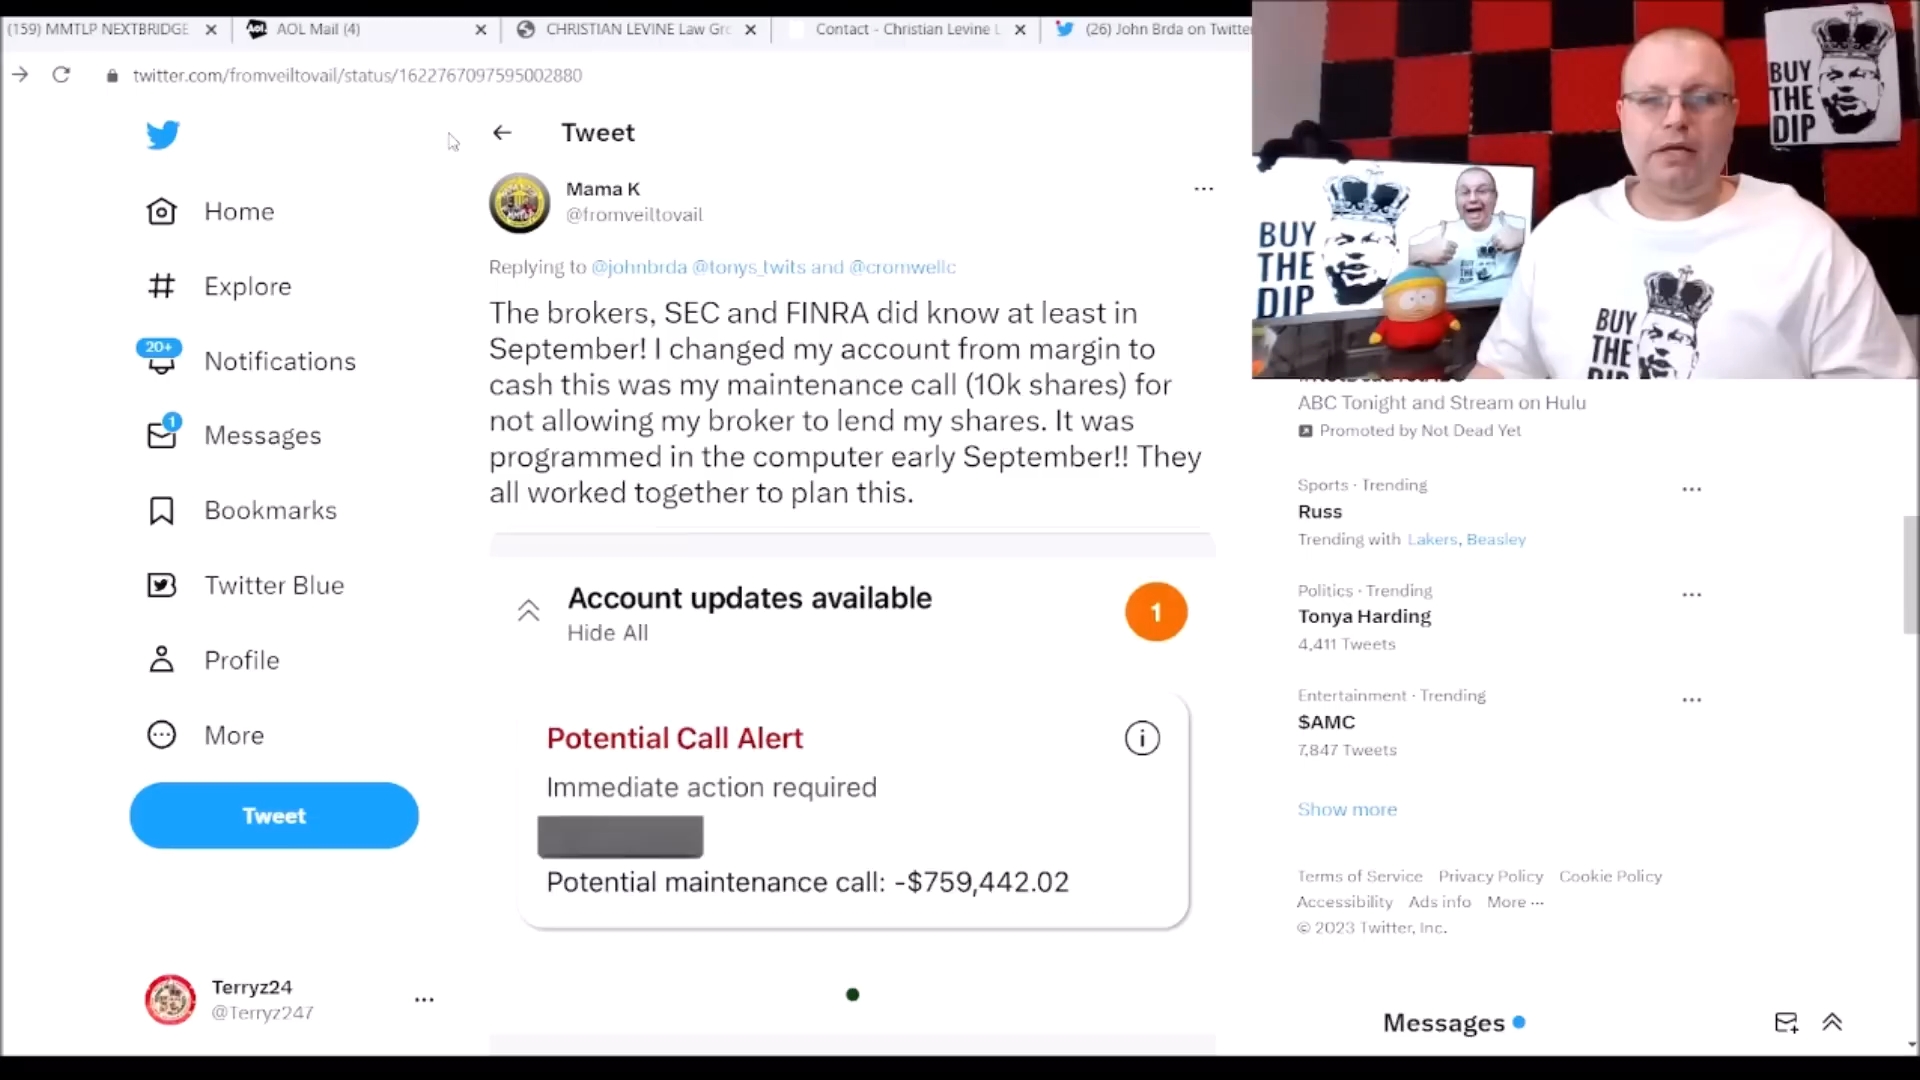 (159) MMTLP NEXTBRIDGE
AOL Mail (4)
CHRISTIAN LEVINE Law Gr
Contact - Christian Levine L
(26) John Brda on Twitte
twitter.com/fromveiltovail/status/1622767097595002880
Home
Explore
20+
Notifications
1
Messages
Bookmarks
Twitter Blue
Profile
More
Tweet
Terryz24
@Terryz247
Tweet
Mama K
@fromveiltovail
Replying to @johnbrda @tonys_twits and @cromwellc
The brokers, SEC and FINRA did know at least in
September! I changed my account from margin to
cash this was my maintenance call (10k shares) for
not allowing my broker to lend my shares. It was
programmed in the computer early September!! They
all worked together to plan this.
Account updates available
1
Hide All
Potential Call Alert
Immediate action required
Potential maintenance call: -$759,442.02
BUY
THE
DIP
BUY
THE
DIP
BUY
THE
DIP
ABC Tonight and Stream on Hulu
Promoted by Not Dead Yet
Sports · Trending
Russ
Trending with Lakers, Beasley
Politics · Trending
Tonya Harding
4,411 Tweets
Entertainment · Trending
$AMC
7,847 Tweets
Show more
Terms of Service Privacy Policy Cookie Policy
Accessibility Ads info More ···
© 2023 Twitter, Inc.
Messages